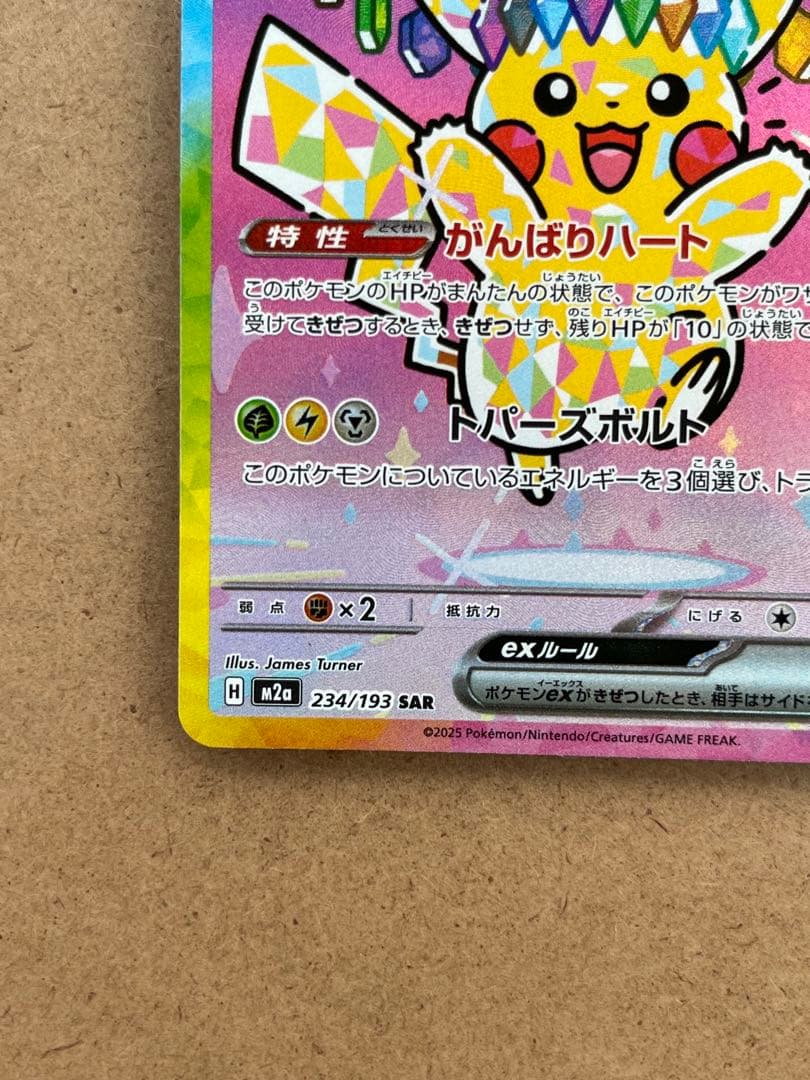 特性 とくせい がんばりハート
エイチピー じょうたい
このポケモンのHPがまんたんの状態で、このポケモンがワザ
う のこ エイチピー じょうたい
受けてきぜつするとき、きぜつせず、残りHPが「10」の状態で
トパーズボルト
こ えら
このポケモンについているエネルギーを3個選び、トラ
弱点 ×2 抵抗力 にげる
exルール
Illus. James Turner
イーエックス あいて
ポケモンexがきぜつしたとき、相手はサイド
H m2a 234/193 SAR
©2025 Pokémon/Nintendo/Creatures/GAME FREAK.